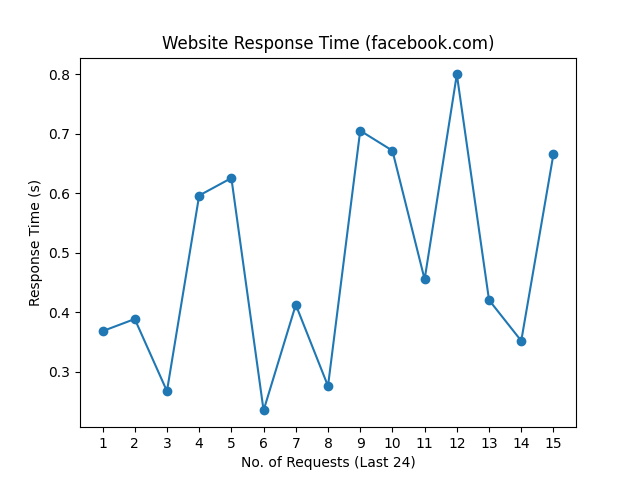 Website Response Time (facebook.com)
0.8
0.7
0.6
0.5
0.4
0.3
Response Time (s)
1 2 3 4 5 6 7 8 9 10 11 12 13 14 15
No. of Requests (Last 24)